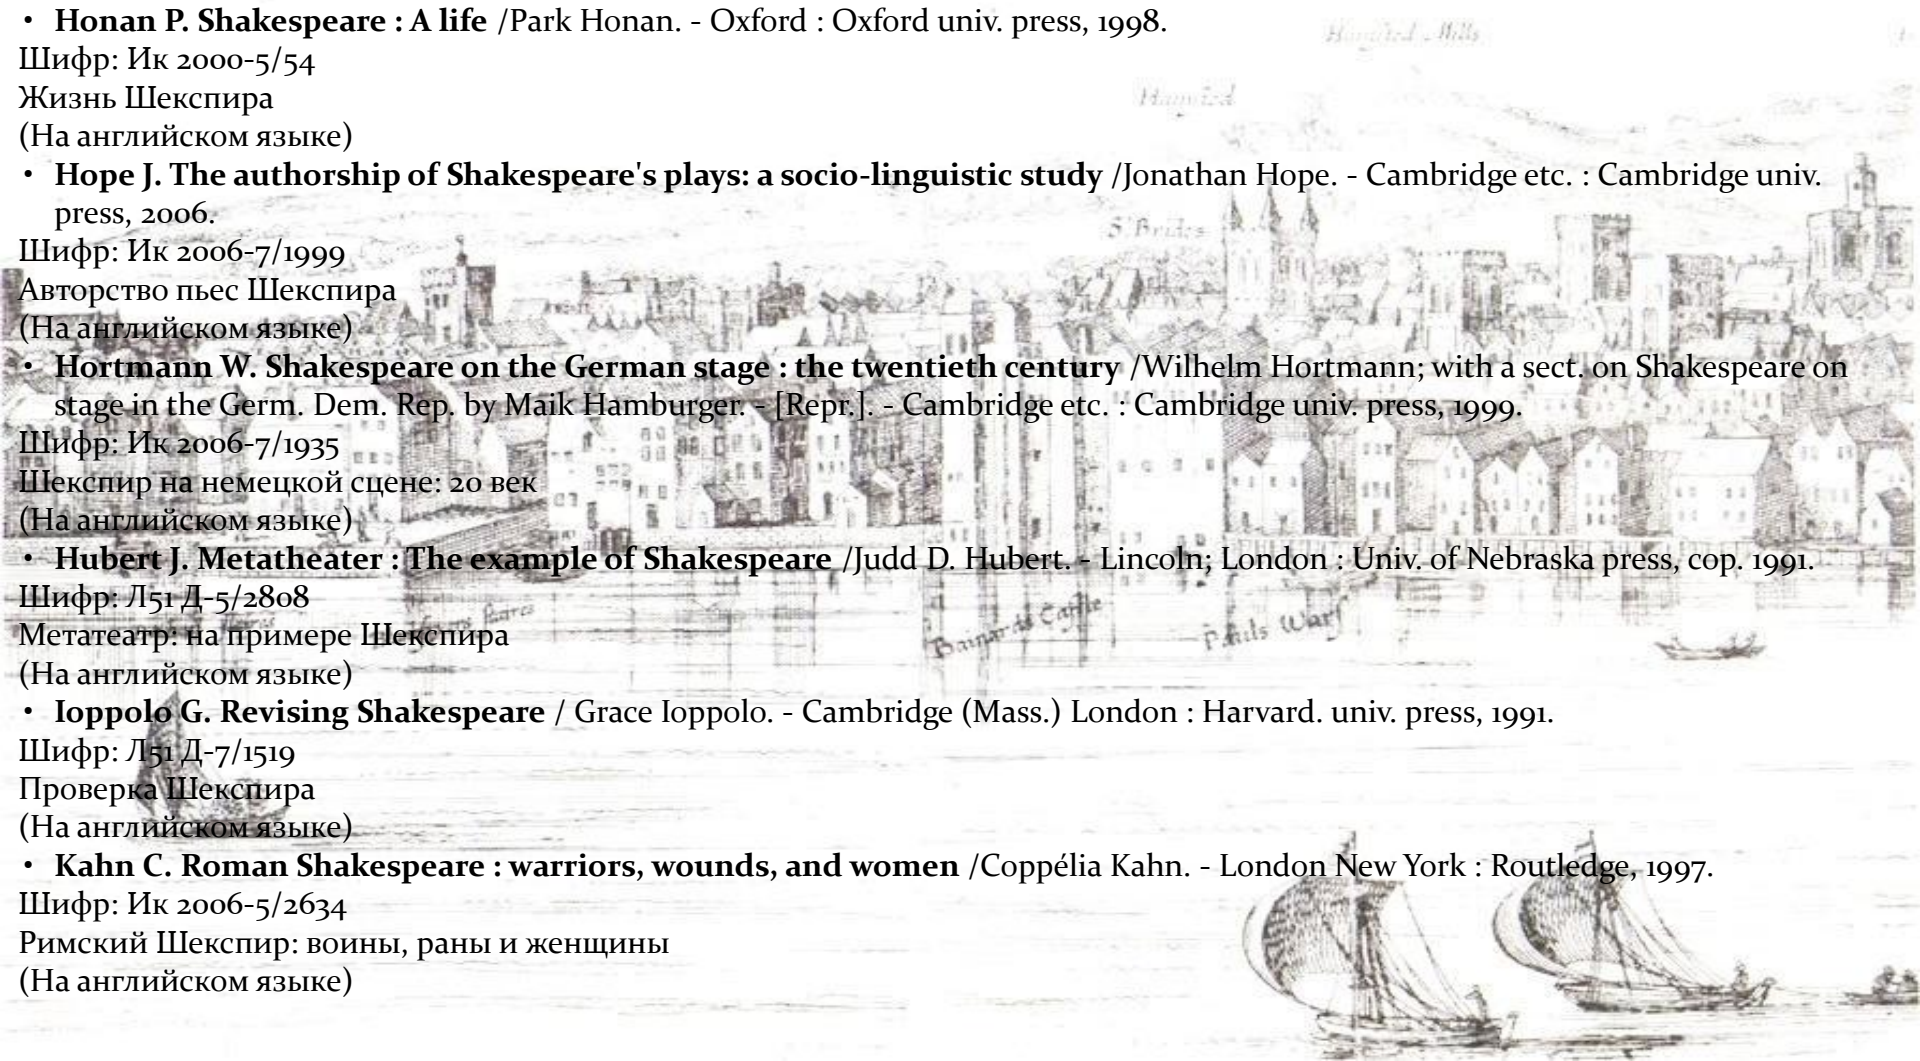 • Honan P. Shakespeare : A life /Park Honan. - Oxford : Oxford univ. press, 1998.
Шифр: Ик 2000-5/54
Жизнь Шекспира
(На английском языке)
• Hope J. The authorship of Shakespeare's plays: a socio-linguistic study /Jonathan Hope. - Cambridge etc. : Cambridge univ.
press, 2006.
S. Brides
Шифр: Ик 2006-7/1999
Авторство пьес Шекспира
(На английском языке)
• Hortmann W. Shakespeare on the German stage : the twentieth century /Wilhelm Hortmann; with a sect. on Shakespeare on
stage in the Germ. Dem. Rep. by Maik Hamburger. - [Repr.]. - Cambridge etc. : Cambridge univ. press, 1999.
Шифр: Ик 2006-7/1935
Шекспир на немецкой сцене: 20 век
(На английском языке)
• Hubert J. Metatheater : The example of Shakespeare /Judd D. Hubert. - Lincoln; London : Univ. of Nebraska press, cop. 1991.
Шифр: Л51 Д-5/2808
Bainards Castle
Pauls Warf
Метатеатр: на примере Шекспира
(На английском языке)
• Ioppolo G. Revising Shakespeare / Grace Ioppolo. - Cambridge (Mass.) London : Harvard. univ. press, 1991.
Шифр: Л51 Д-7/1519
Проверка Шекспира
(На английском языке)
• Kahn C. Roman Shakespeare : warriors, wounds, and women /Coppélia Kahn. - London New York : Routledge, 1997.
Шифр: Ик 2006-5/2634
Римский Шекспир: воины, раны и женщины
(На английском языке)